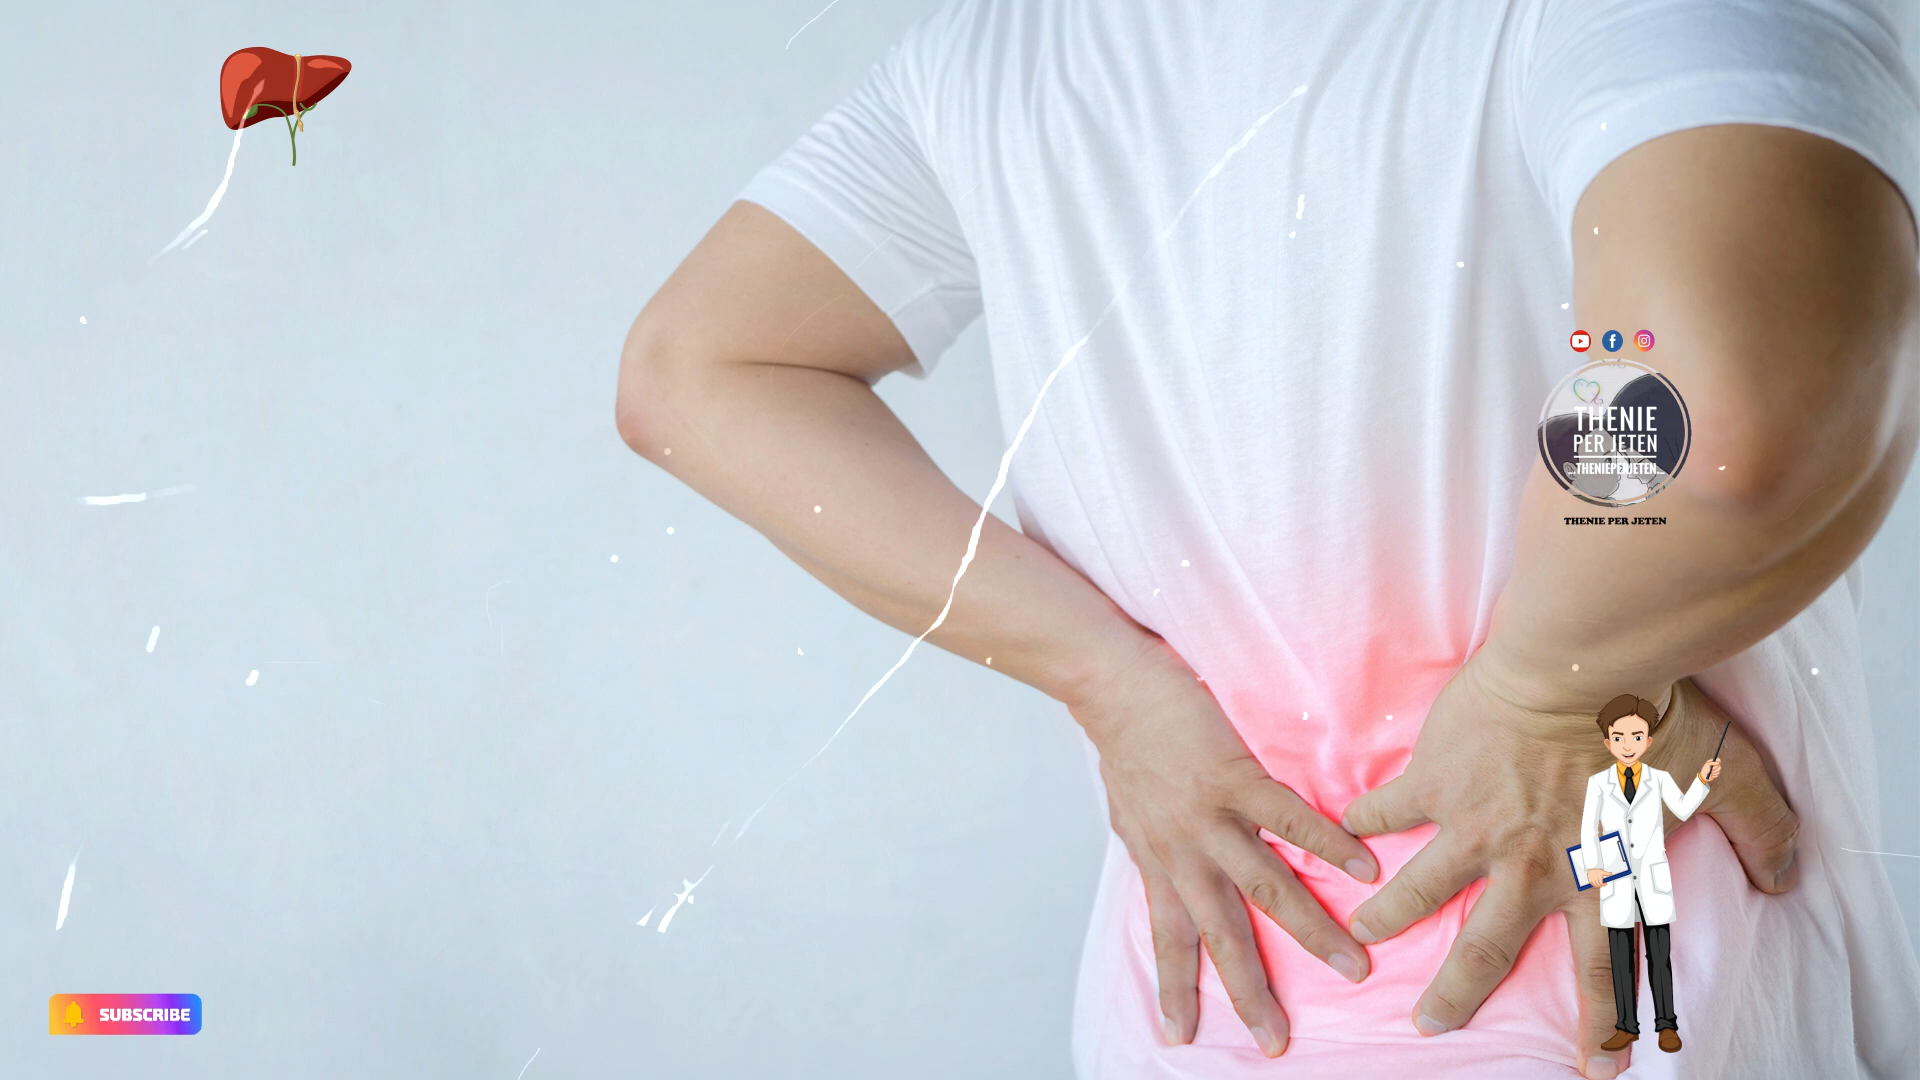 THENIE
PER JETEN
...THENIEPERJETEN...
THENIE PER JETEN
SUBSCRIBE